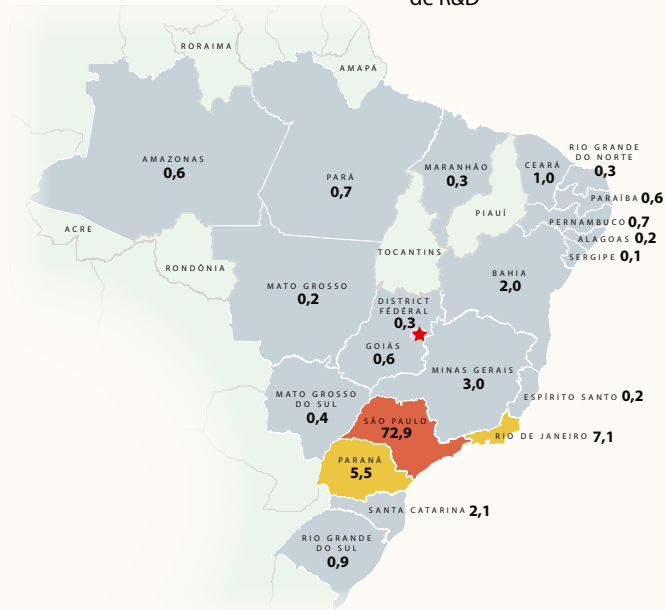 de R&D
RORAIMA
AMAPÁ
AMAZONAS
0,6
PARÁ
0,7
MARANHÃO
0,3
CEARÁ
1,0
RIO GRANDE
DO NORTE
0,3
PARAÍBA 0,6
PIAUÍ
PERNAMBUCO 0,7
ALAGOAS 0,2
SERGIPE 0,1
ACRE
RONDÔNIA
TOCANTINS
BAHIA
2,0
MATO GROSSO
0,2
DISTRICT
FÉDÉRAL
0,3
GOIÁS
0,6
MINAS GERAIS
3,0
ESPÍRITO SANTO 0,2
MATO GROSSO
DO SUL
0,4
SÃO PAULO
72,9
RIO DE JANEIRO 7,1
PARANÁ
5,5
SANTA CATARINA 2,1
RIO GRANDE
DO SUL
0,9